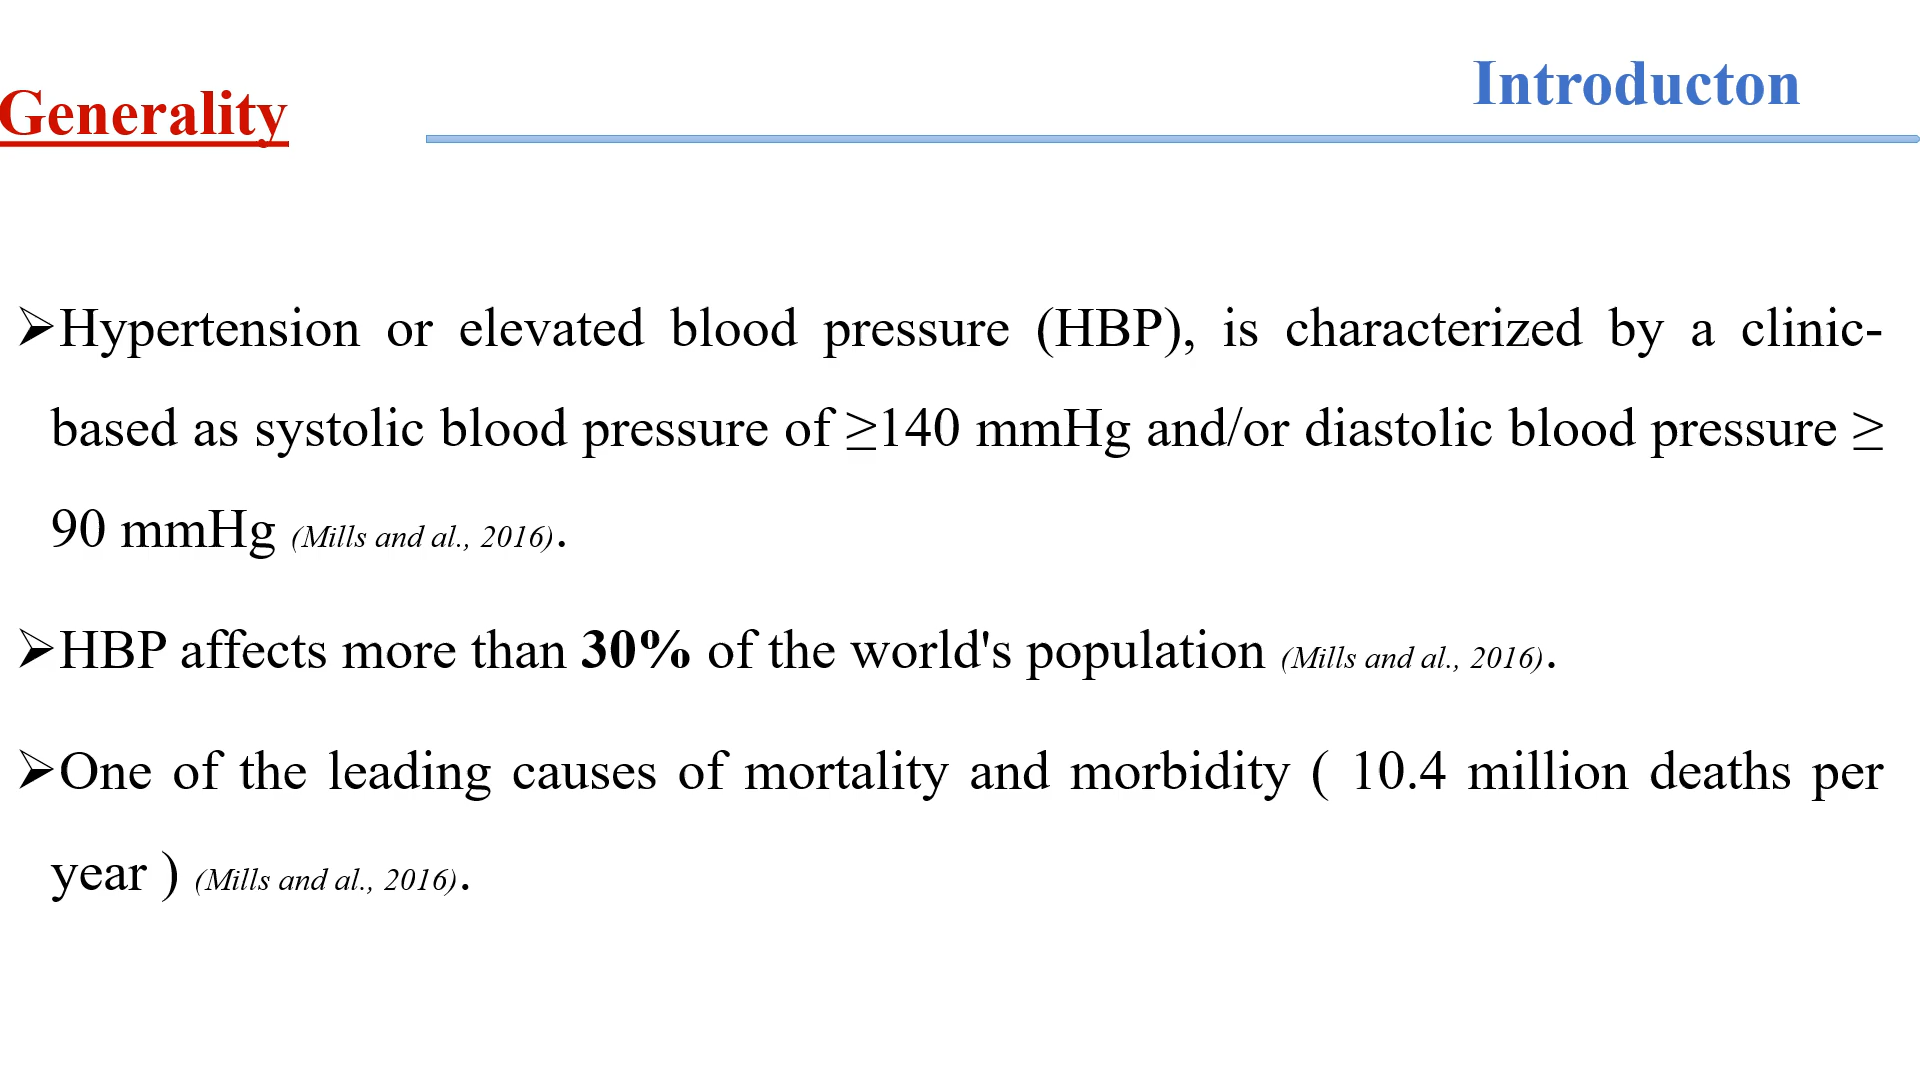 Introducton
Generality
➢Hypertension or elevated blood pressure (HBP), is characterized by a clinic-
based as systolic blood pressure of ≥140 mmHg and/or diastolic blood pressure ≥
90 mmHg (Mills and al., 2016).
➢HBP affects more than 30% of the world's population (Mills and al., 2016).
➢One of the leading causes of mortality and morbidity ( 10.4 million deaths per
year ) (Mills and al., 2016).